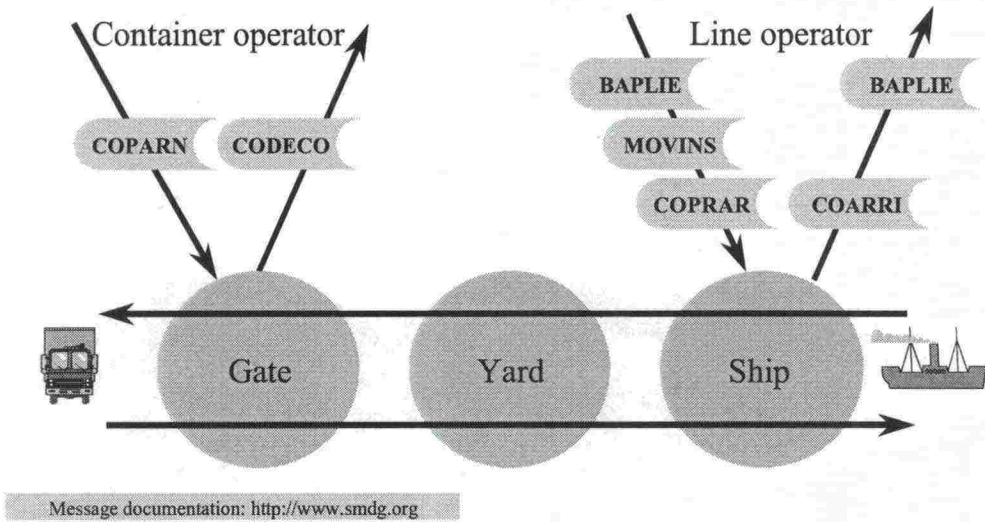 Container operator
Line operator
BAPLIE
BAPLIE
COPARN
CODECO
MOVINS
COPRAR
COARRI
Gate
Yard
Ship
Message documentation: http://www.smdg.org